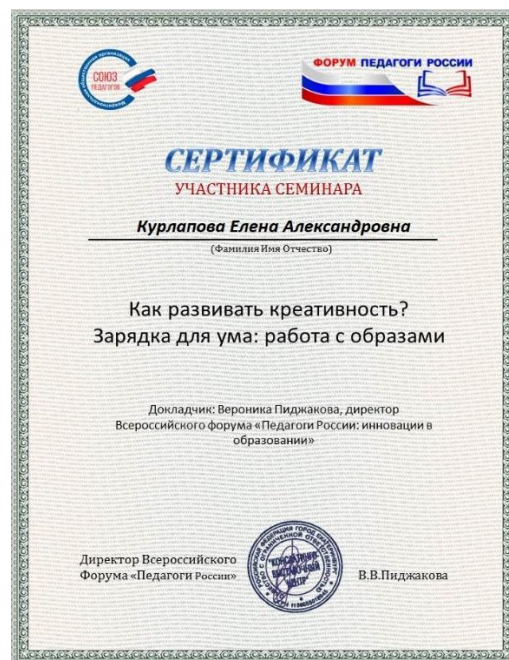 СОЮЗ
ПЕДАГОГОВ
ФОРУМ ПЕДАГОГИ РОССИИ
СЕРТИФИКАТ
УЧАСТНИКА СЕМИНАРА
Курлапова Елена Александровна
(Фамилия Имя Отчество)
Как развивать креативность?
Зарядка для ума: работа с образами
Докладчик: Вероника Пиджакова, директор
Всероссийского форума «Педагоги России: инновации в
образовании»
Директор Всероссийского
Форума «Педагоги России»
В.В.Пиджакова